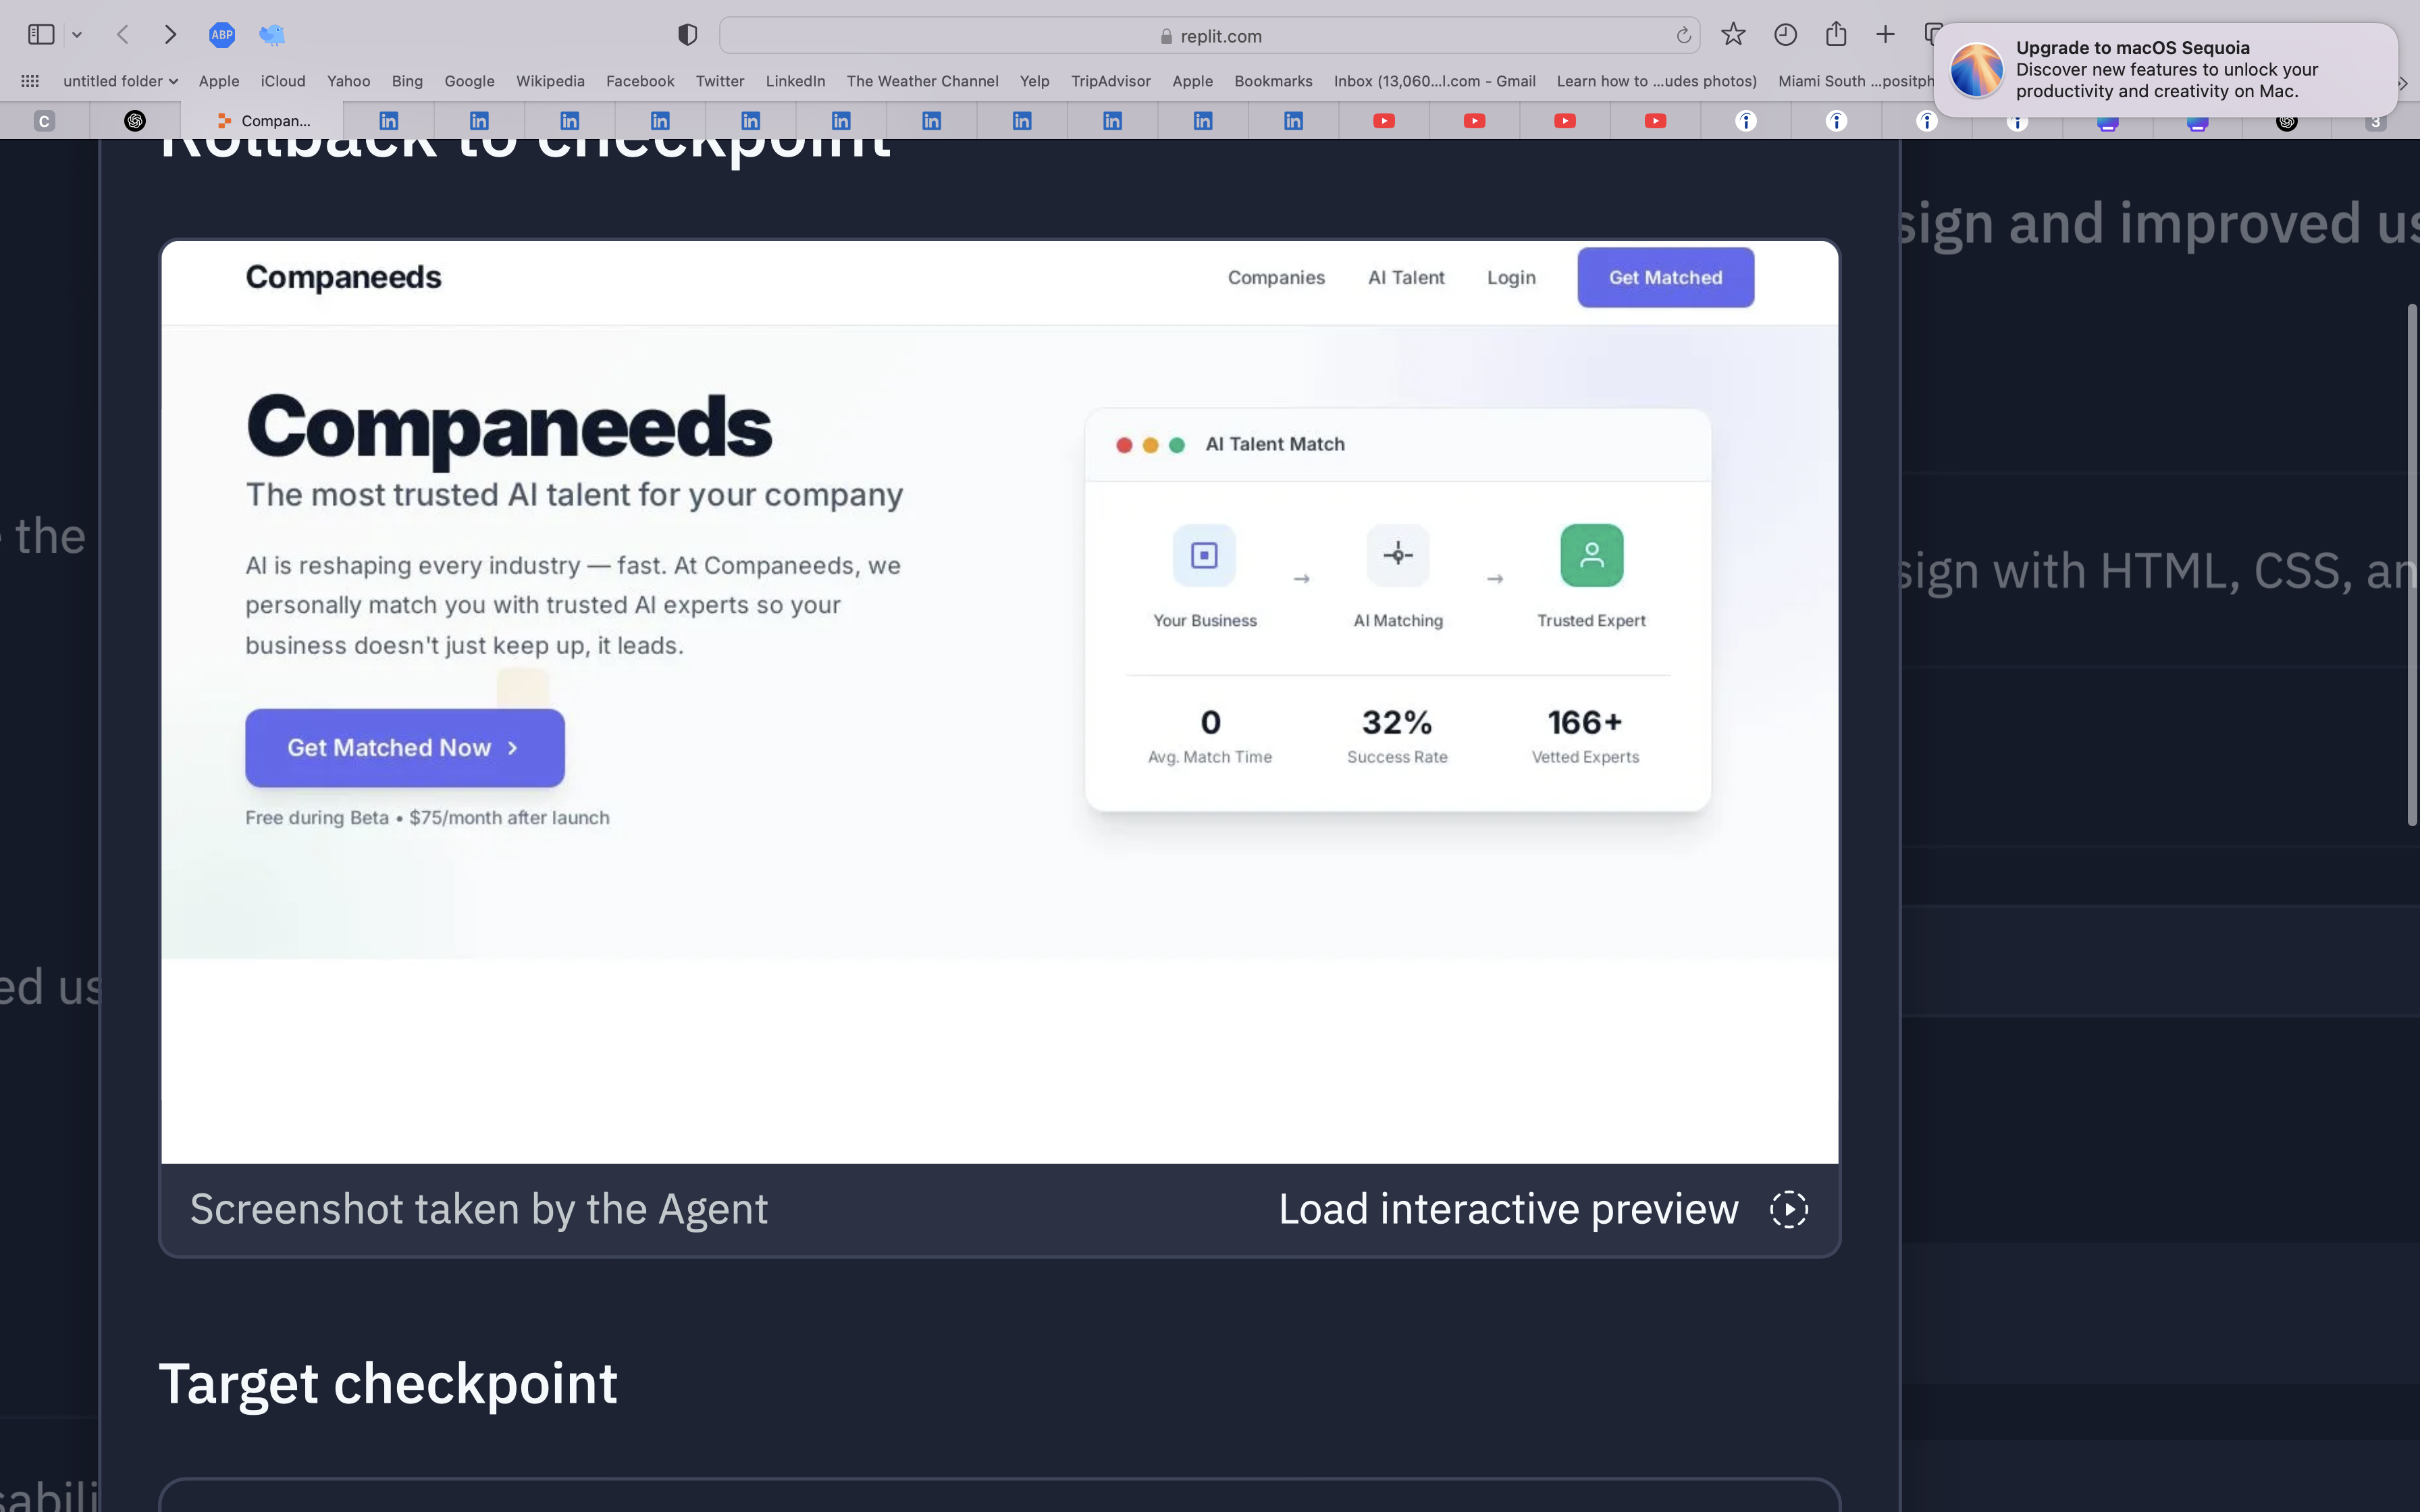 ABP
replit.com
Upgrade to macOS Sequoia
Discover new features to unlock your
productivity and creativity on Mac.
untitled folder Apple iCloud Yahoo Bing Google Wikipedia Facebook Twitter LinkedIn The Weather Channel Yelp TripAdvisor Apple Bookmarks Inbox (13,060...l.com - Gmail Learn how to ...udes photos) Miami South ...positph
C Compan... 3
Rollback to checkpoint
sign and improved us
Companeeds Companies AI Talent Login Get Matched
Companeeds
The most trusted AI talent for your company
AI is reshaping every industry — fast. At Companeeds, we
personally match you with trusted AI experts so your
business doesn't just keep up, it leads.
Get Matched Now
Free during Beta • $75/month after launch
AI Talent Match
→ →
Your Business AI Matching Trusted Expert
0 32% 166+
Avg. Match Time Success Rate Vetted Experts
the
sign with HTML, CSS, an
ed us
Screenshot taken by the Agent Load interactive preview
Target checkpoint
sabili